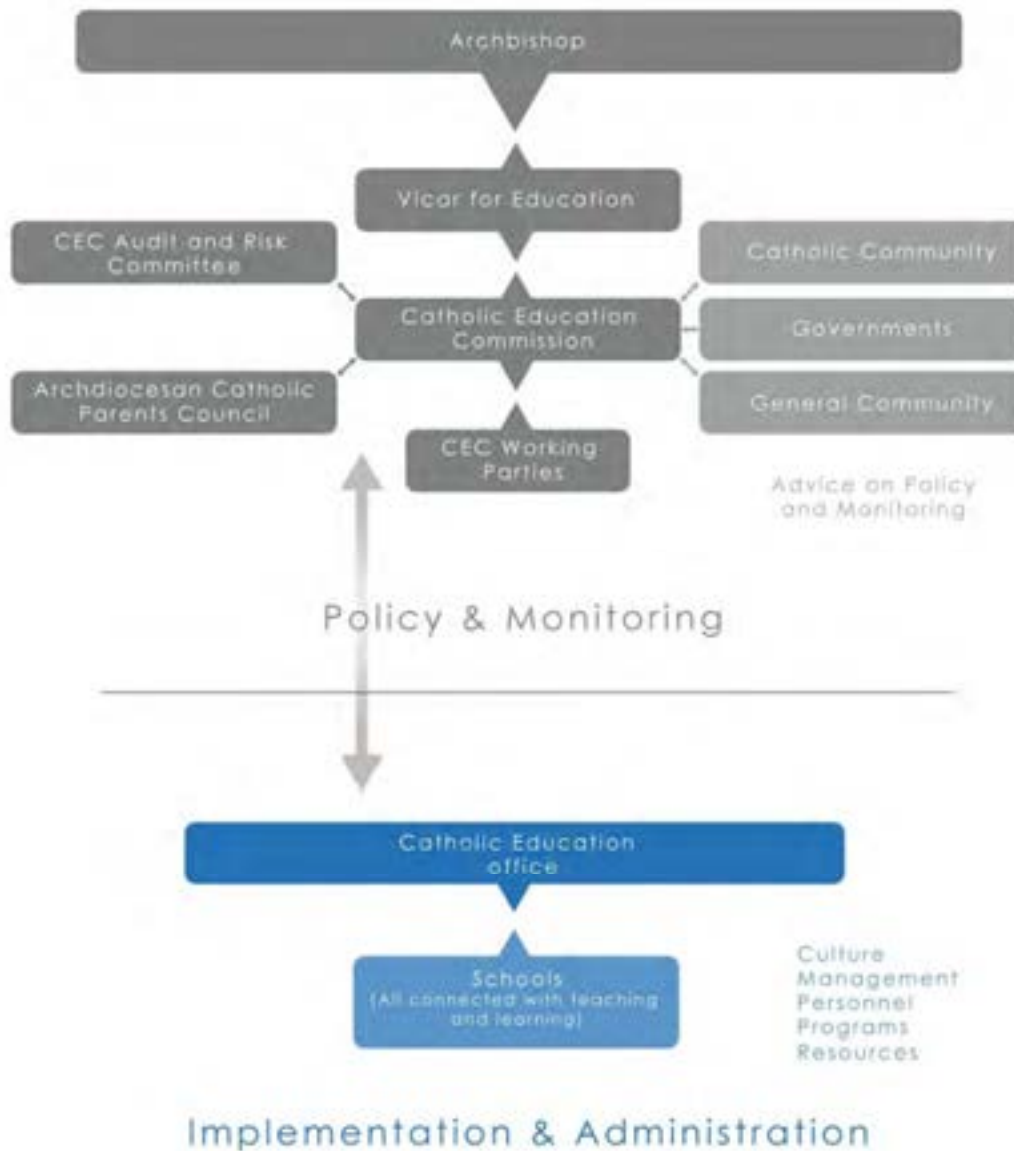 Archbishop
Vicar for Education
CEC Audit and Risk
Committee
Catholic Community
Catholic Education
Commission
Governments
Archdiocesan Catholic
Parents Council
General Community
CEC Working
Parties
Advice on Policy
and Monitoring
Policy & Monitoring
Catholic Education
office
Schools
(All connected with teaching
and learning)
Culture
Management
Personnel
Programs
Resources
Implementation & Administration